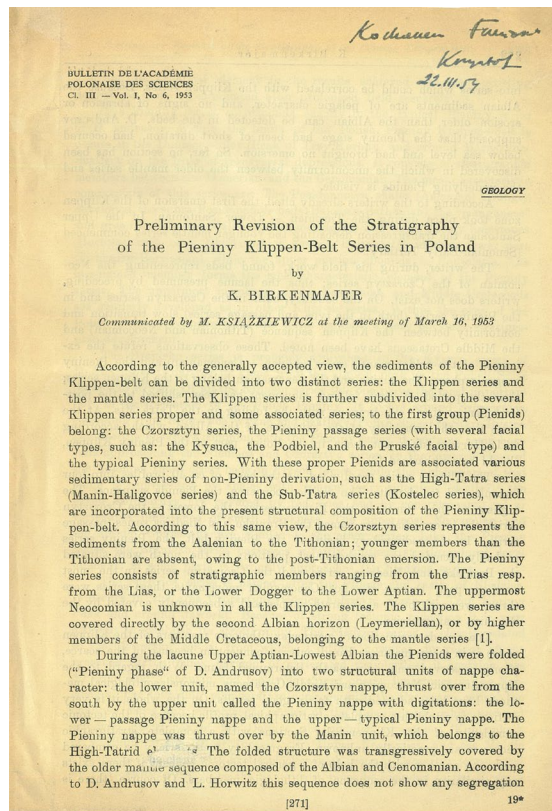 Krzysztof
22.III.54
BULLETIN DE L'ACADÉMIE
POLONAISE DES SCIENCES
Cl. III — Vol. I, No 6, 1953
GEOLOGY
Preliminary Revision of the Stratigraphy
of the Pieniny Klippen-Belt Series in Poland
by
K. BIRKENMAJER
Communicated by M. KSIĄŻKIEWICZ at the meeting of March 16, 1953
According to the generally accepted view, the sediments of the Pieniny
Klippen-belt can be divided into two distinct series: the Klippen series and
the mantle series. The Klippen series is further subdivided into the several
Klippen series proper and some associated series; to the first group (Pienids)
belong: the Czorsztyn series, the Pieniny passage series (with several facial
types, such as: the Kýsuca, the Podbiel, and the Pruské facial type) and
the typical Pieniny series. With these proper Pienids are associated various
sedimentary series of non-Pieniny derivation, such as the High-Tatra series
(Manin-Haligovce series) and the Sub-Tatra series (Kostelec series), which
are incorporated into the present structural composition of the Pieniny Klip-
pen-belt. According to this same view, the Czorsztyn series represents the
sediments from the Aalenian to the Tithonian; younger members than the
Tithonian are absent, owing to the post-Tithonian emersion. The Pieniny
series consists of stratigraphic members ranging from the Trias resp.
from the Lias, or the Lower Dogger to the Lower Aptian. The uppermost
Neocomian is unknown in all the Klippen series. The Klippen series are
covered directly by the second Albian horizon (Leymeriellan), or by higher
members of the Middle Cretaceous, belonging to the mantle series [1].
During the lacune Upper Aptian-Lowest Albian the Pienids were folded
("Pieniny phase" of D. Andrusov) into two structural units of nappe cha-
racter: the lower unit, named the Czorsztyn nappe, thrust over from the
south by the upper unit called the Pieniny nappe with digitations: the lo-
wer — passage Pieniny nappe and the upper — typical Pieniny nappe. The
Pieniny nappe was thrust over by the Manin unit, which belongs to the
High-Tatrid The folded structure was transgressively covered by
the older mantle sequence composed of the Albian and Cenomanian. According
to D. Andrusov and L. Horwitz this sequence does not show any segregation
[271]
19*